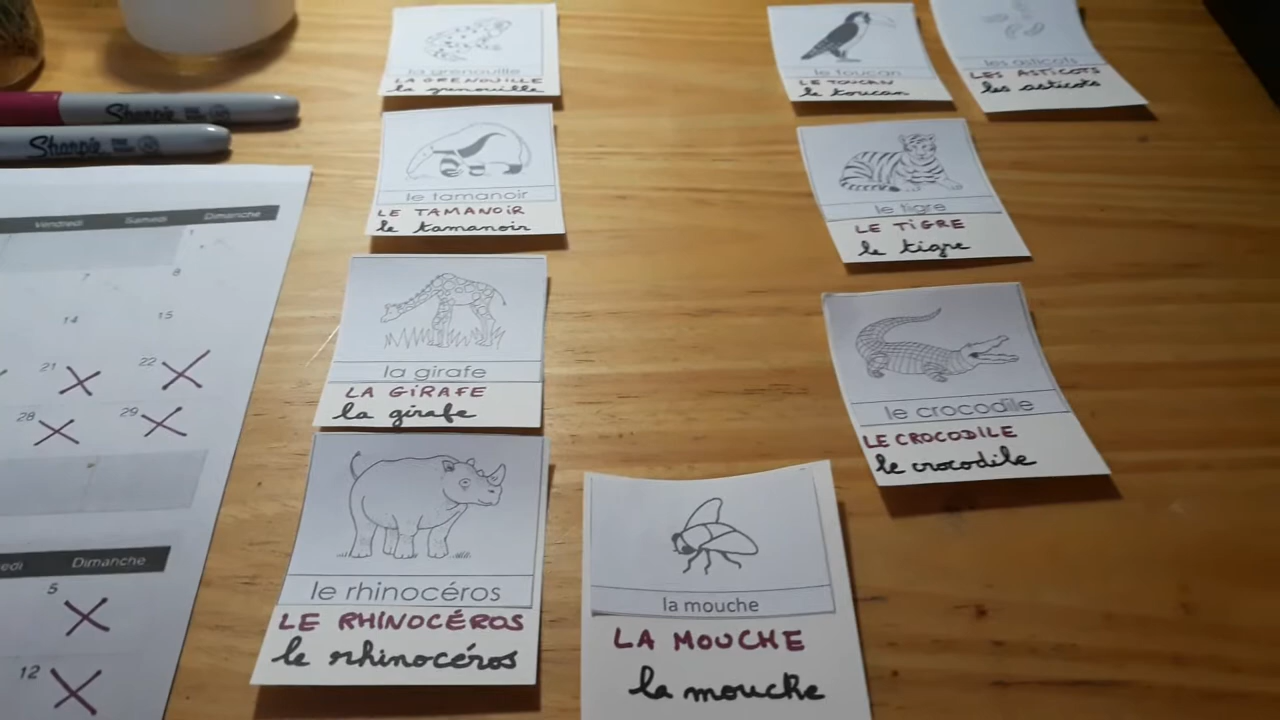 la grenouille
LA GRENOUILLE
la grenouille
le tamanoir
LE TAMANOIR
le tamanoir
la girafe
LA GIRAFE
la girafe
le rhinocéros
LE RHINOCÉROS
le rhinocéros
la mouche
LA MOUCHE
la mouche
le toucan
LE TOUCAN
le toucan
les asticots
LES ASTICOTS
les asticots
le tigre
LE TIGRE
le tigre
le crocodile
LE CROCODILE
le crocodile
Sharpie
Sharpie
Vendredi Samedi Dimanche
1
7 8
14 15
21 22
28 29
edi Dimanche
5
12